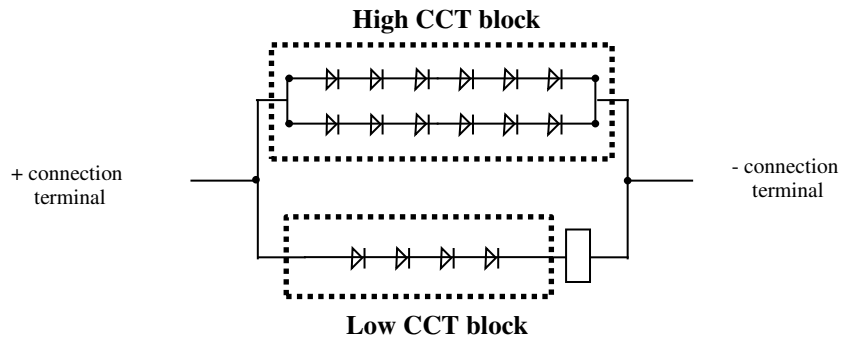 High CCT block
+ connection
terminal
- connection
terminal
Low CCT block